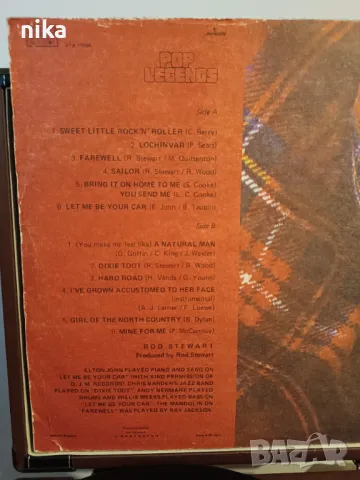 nika
POP
LEGENDS
Side A
1. SWEET LITTLE ROCK 'N' ROLLER (C. Berry)
2. LOCHINVAR (P. Sears)
3. FAREWELL (R. Stewart / M. Quittenton)
4. SAILOR (R. Stewart / R. Wood)
5. BRING IT ON HOME TO ME (S. Cooke)
YOU SEND ME (L. C. Cooke)
6. LET ME BE YOUR CAR (E. John / B. Taupin)
Side B
1. (You make me feel like) A NATURAL MAN
(G. Griffin / C. King / J. Wexler)
2. DIXIE TOOT (R. Stewart / R. Wood)
3. HARD ROAD (H. Vanda / G. Young)
4. I'VE GROWN ACCUSTOMED TO HER FACE
(instrumental)
A. J. Lerner / F. Loewe)
5. GIRL OF THE NORTH COUNTRY (B. Dylan)
6. MINE FOR ME (P. McCartney)
ROD STEWART
Produced by Rod Stewart
ELTON JOHN PLAYED PIANO AND SANG ON
LET ME BE YOUR CAR" (WITH KIND PERMISSION OF
D. J. M. RECORDS). CHRIS BARBER'S JAZZ BAND
PLAYED ON "DIXIE TOOT". ANDY NEWMARK PLAYED
DRUMS AND WILLIE WEEKS PLAYED BASS ON
"LET ME BE YOUR CAR". THE MANDOLIN ON
"FAREWELL" WAS PLAYED BY RAY JACKSON.
bazar